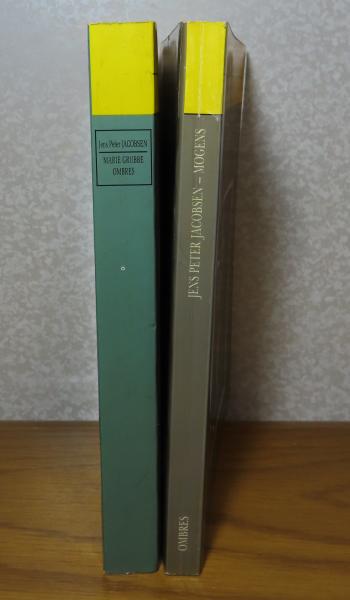 Jens Peter JACOBSEN
MARIE GRUBBE
OMBRES
JENS PETER JACOBSEN – MOGENS
OMBRES